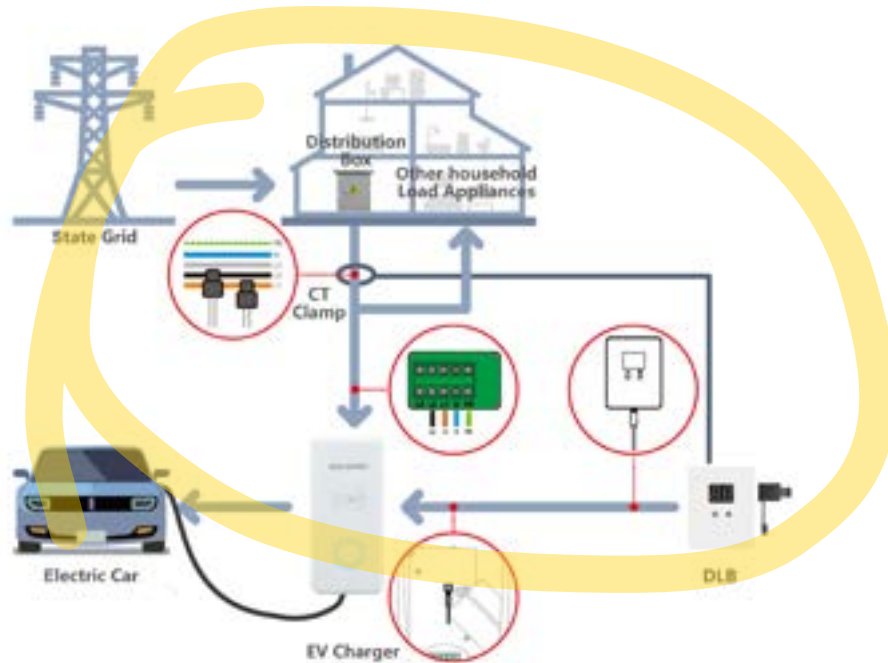 Distribution
Box
Other household
Load Appliances
State Grid
CT
Clamp
Electric Car
DLB
EV Charger